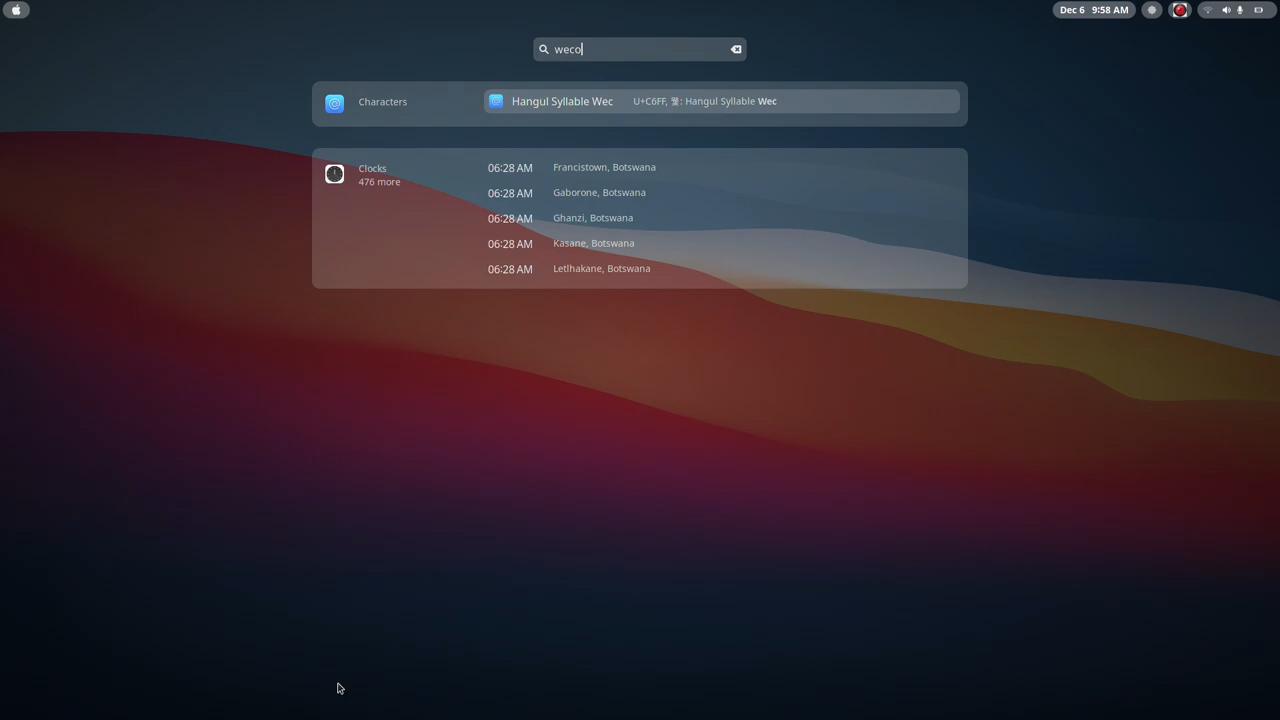 Dec 6 9:58 AM
weco
Characters
Hangul Syllable Wec U+C6FF, 웿: Hangul Syllable Wec
Clocks
476 more
06:28 AM Francistown, Botswana
06:28 AM Gaborone, Botswana
06:28 AM Ghanzi, Botswana
06:28 AM Kasane, Botswana
06:28 AM Letlhakane, Botswana